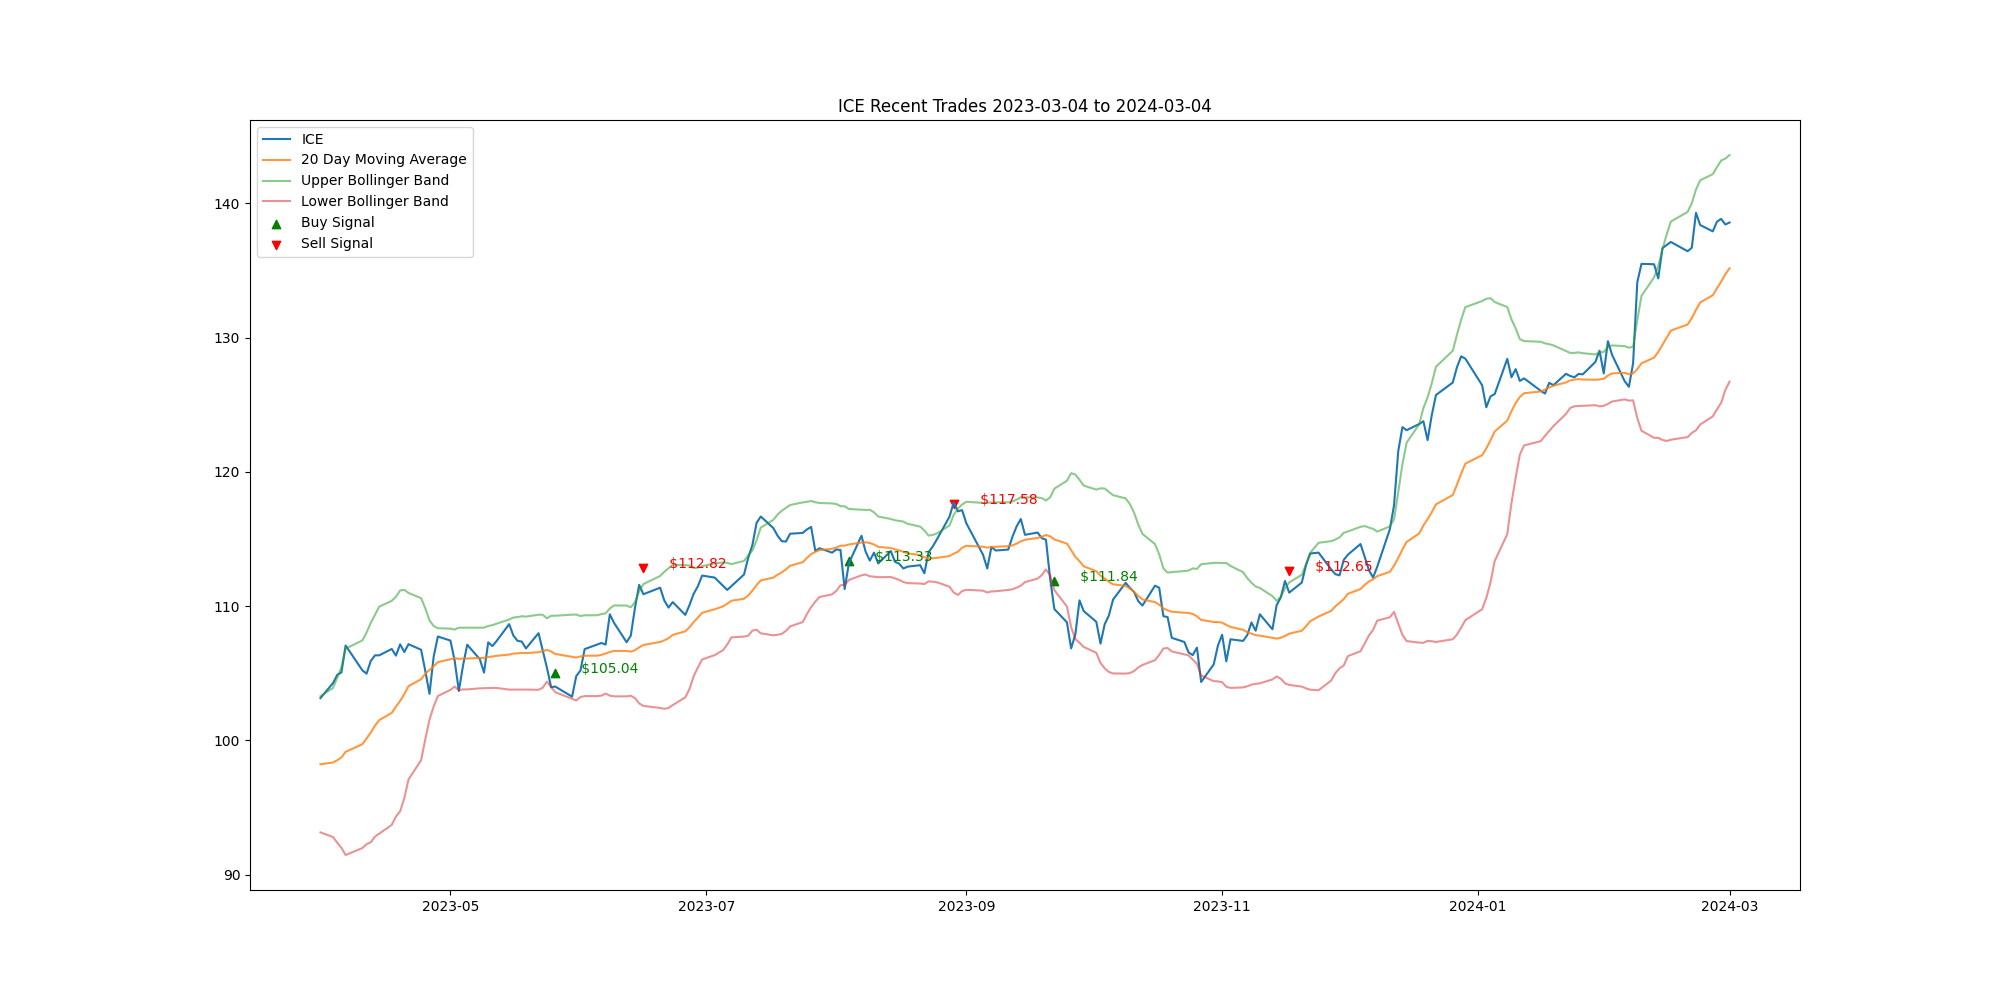 ICE Recent Trades 2023-03-04 to 2024-03-04
ICE
20 Day Moving Average
Upper Bollinger Band
Lower Bollinger Band
Buy Signal
Sell Signal
140
130
120
110
100
90
$117.58
$112.82
$113.33
$111.84
$112.65
$105.04
2023-05
2023-07
2023-09
2023-11
2024-01
2024-03